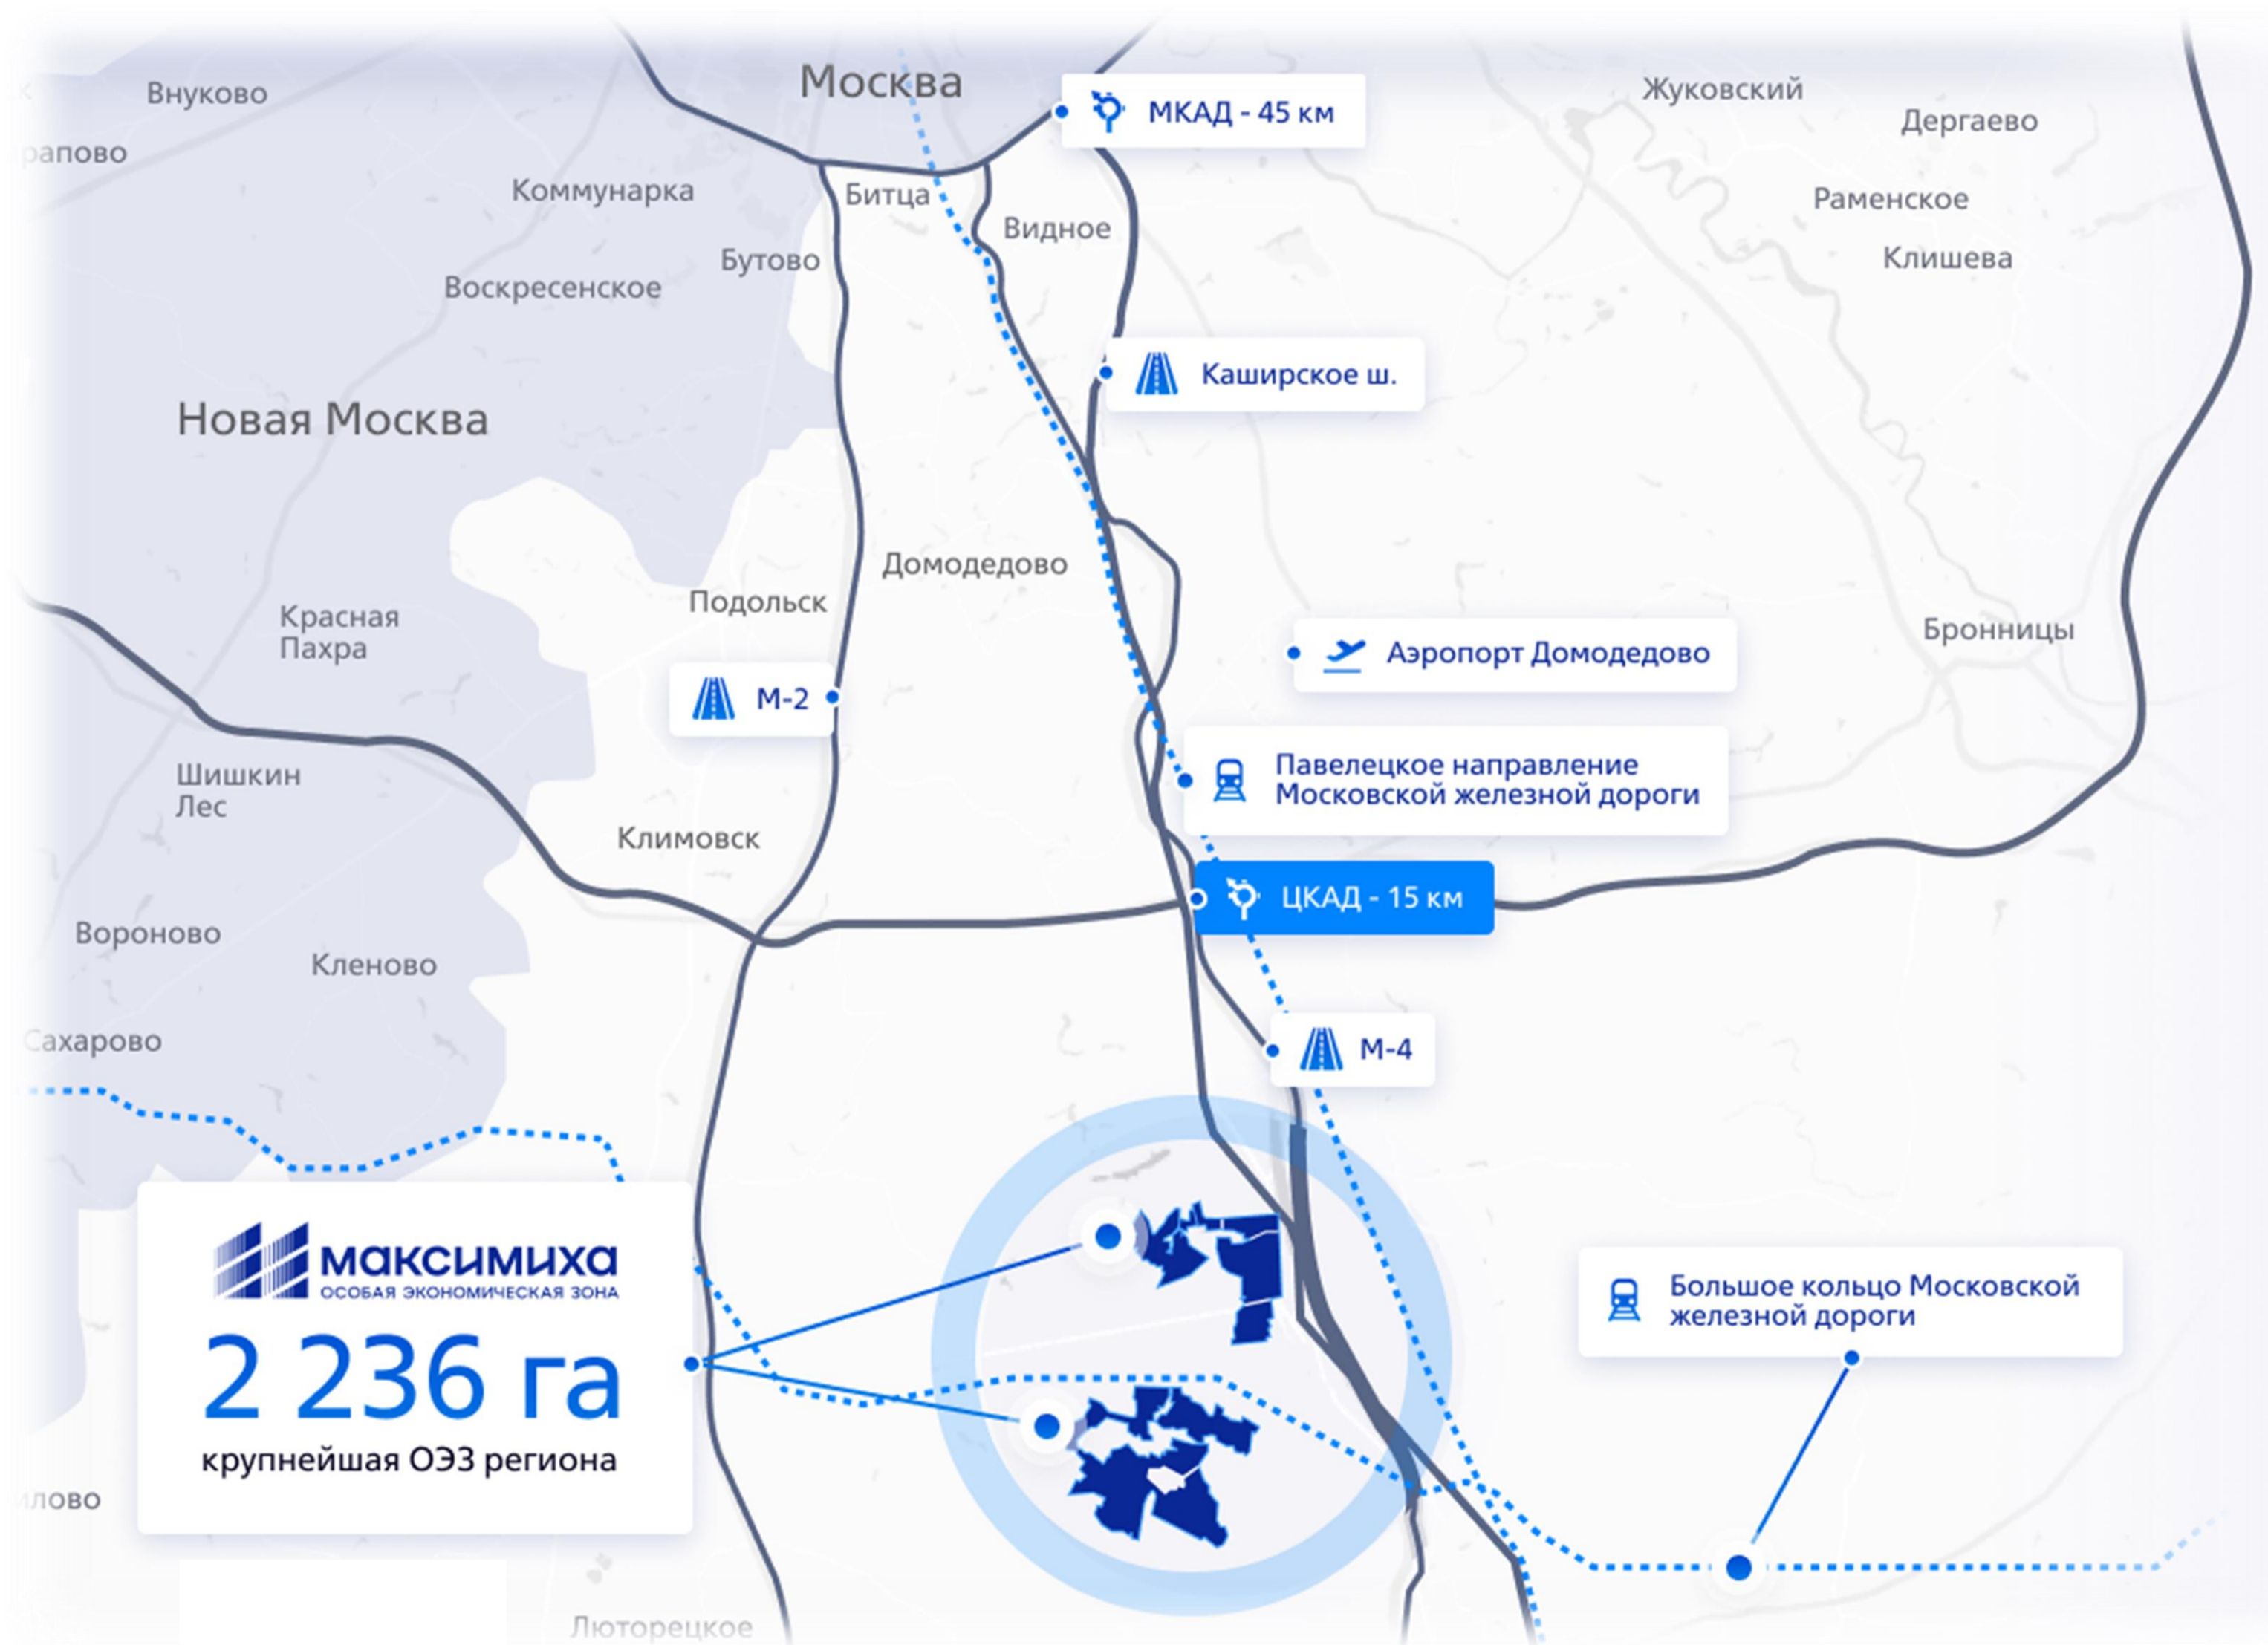 Москва
Внуково
МКАД - 45 км
Жуковский
Дергаево
Коммунарка
Битца
Раменское
Видное
Бутово
Клишева
Воскресенское
Каширское ш.
Новая Москва
Домодедово
Подольск
Красная
Пахра
Бронницы
Аэропорт Домодедово
М-2
Павелецкое направление
Московской железной дороги
Шишкин
Лес
Климовск
ЦКАД - 15 км
Вороново
Кленово
Сахарово
М-4
максимиха
ОСОБАЯ ЭКОНОМИЧЕСКАЯ ЗОНА
2 236 га
крупнейшая ОЭЗ региона
Большое кольцо Московской
железной дороги
Люторецкое